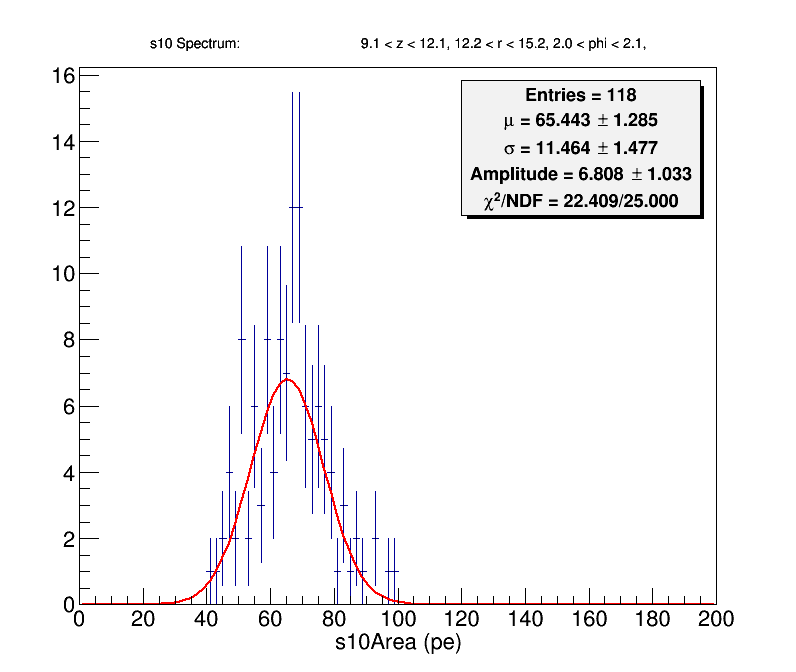 s10 Spectrum: 9.1 < z < 12.1, 12.2 < r < 15.2, 2.0 < phi < 2.1,
Entries = 118
μ = 65.443 ± 1.285
σ = 11.464 ± 1.477
Amplitude = 6.808 ± 1.033
χ²/NDF = 22.409/25.000
16
14
12
10
8
6
4
2
0
0 20 40 60 80 100 120 140 160 180 200
s10Area (pe)